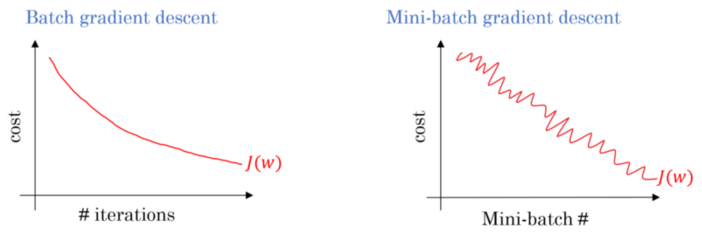 Batch gradient descent
cost
J(w)
# iterations
Mini-batch gradient descent
cost
J(w)
Mini-batch #